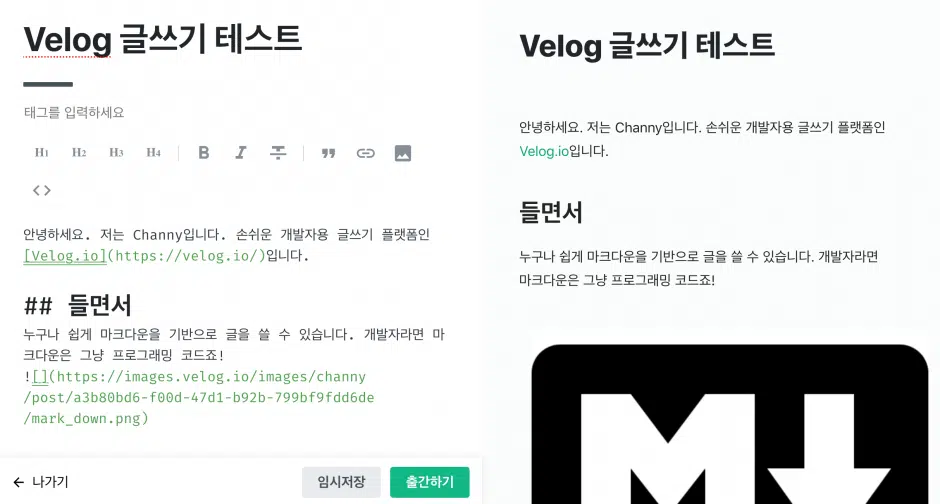 Velog 글쓰기 테스트
태그를 입력하세요
H1 H2 H3 H4 B I T
안녕하세요. 저는 Channy입니다. 손쉬운 개발자용 글쓰기 플랫폼인
[Velog.io](https://velog.io/)입니다.
## 들면서
누구나 쉽게 마크다운을 기반으로 글을 쓸 수 있습니다. 개발자라면 마
크다운은 그냥 프로그래밍 코드죠!
![](https://images.velog.io/images/channy
/post/a3b80bd6-f00d-47d1-b92b-799bf9fdd6de
/mark_down.png)
나가기
임시저장
출간하기
Velog 글쓰기 테스트
안녕하세요. 저는 Channy입니다. 손쉬운 개발자용 글쓰기 플랫폼인
Velog.io입니다.
들면서
누구나 쉽게 마크다운을 기반으로 글을 쓸 수 있습니다. 개발자라면
마크다운은 그냥 프로그래밍 코드죠!
M